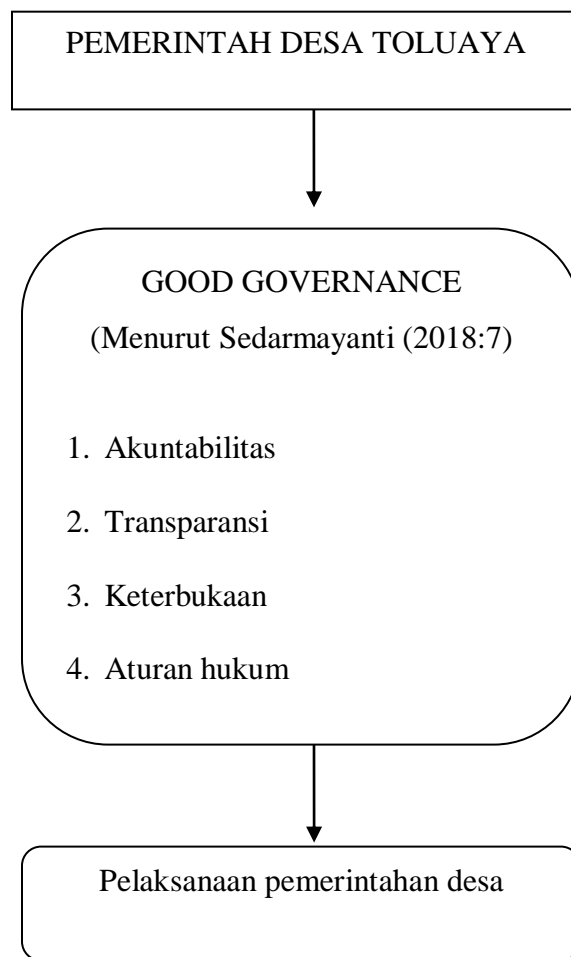 PEMERINTAH DESA TOLUAYA
GOOD GOVERNANCE
(Menurut Sedarmayanti (2018:7)
1. Akuntabilitas
2. Transparansi
3. Keterbukaan
4. Aturan hukum
Pelaksanaan pemerintahan desa